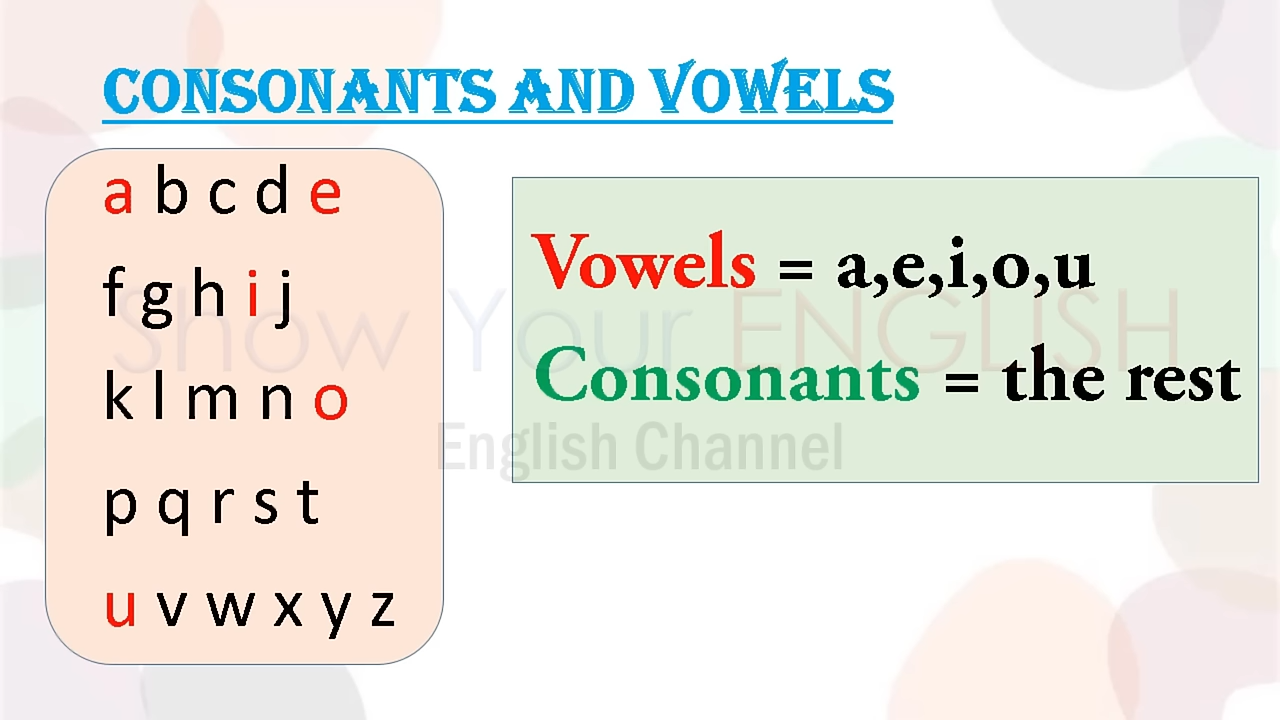 CONSONANTS AND VOWELS
a b c d e
f g h i j
k l m n o
p q r s t
u v w x y z
Vowels = a,e,i,o,u
Consonants = the rest
Show Your ENGLISH
English Channel